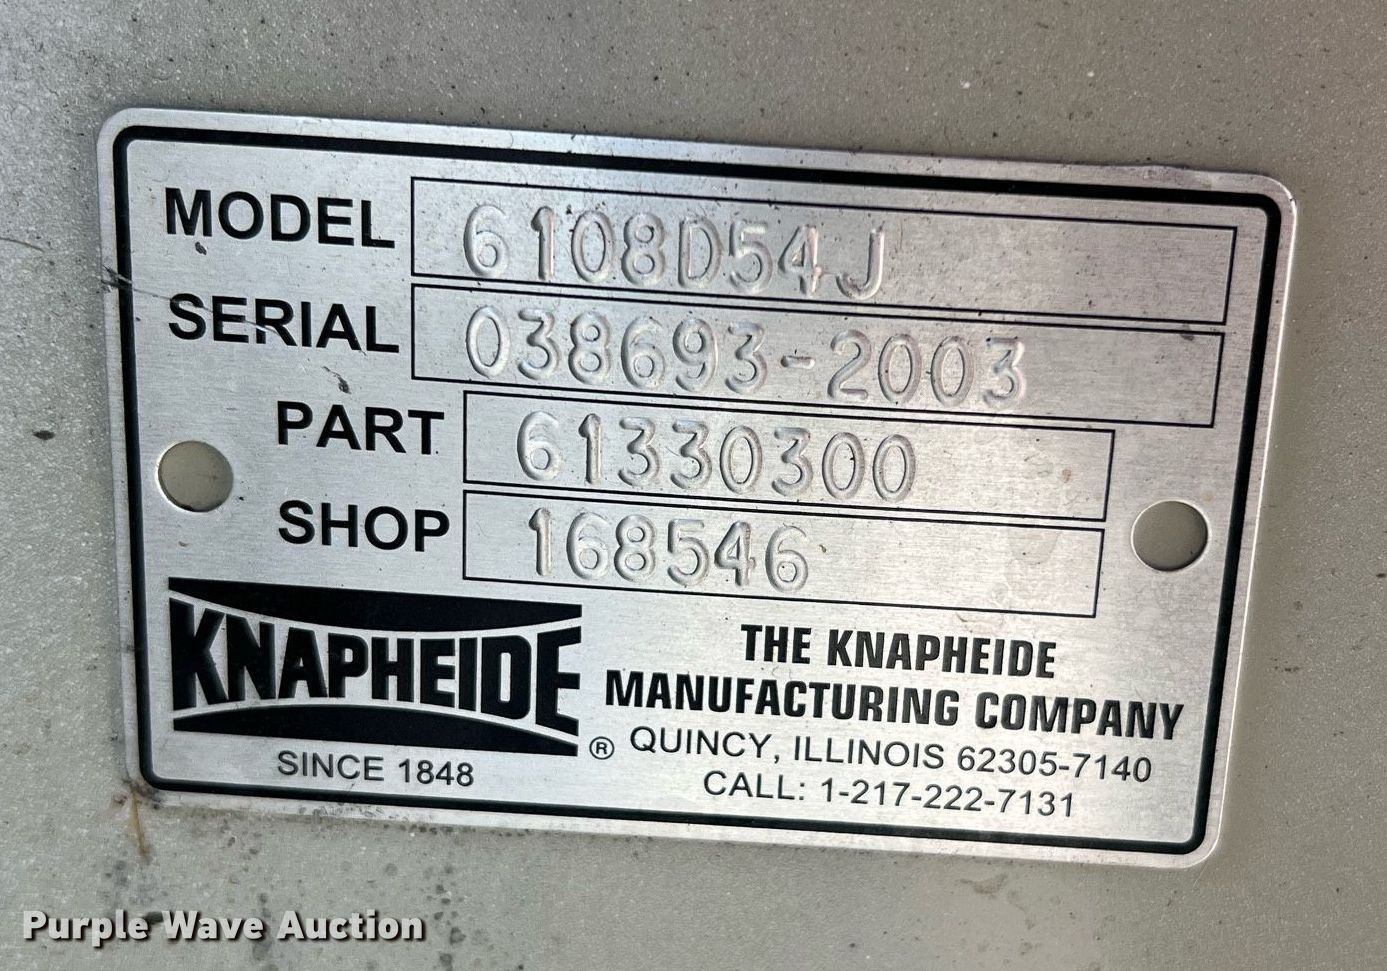 MODEL 6108D54J
SERIAL 038693-2003
PART 61330300
SHOP 168546
KNAPHEIDE ®
SINCE 1848
THE KNAPHEIDE
MANUFACTURING COMPANY
QUINCY, ILLINOIS 62305-7140
CALL: 1-217-222-7131
Purple Wave Auction